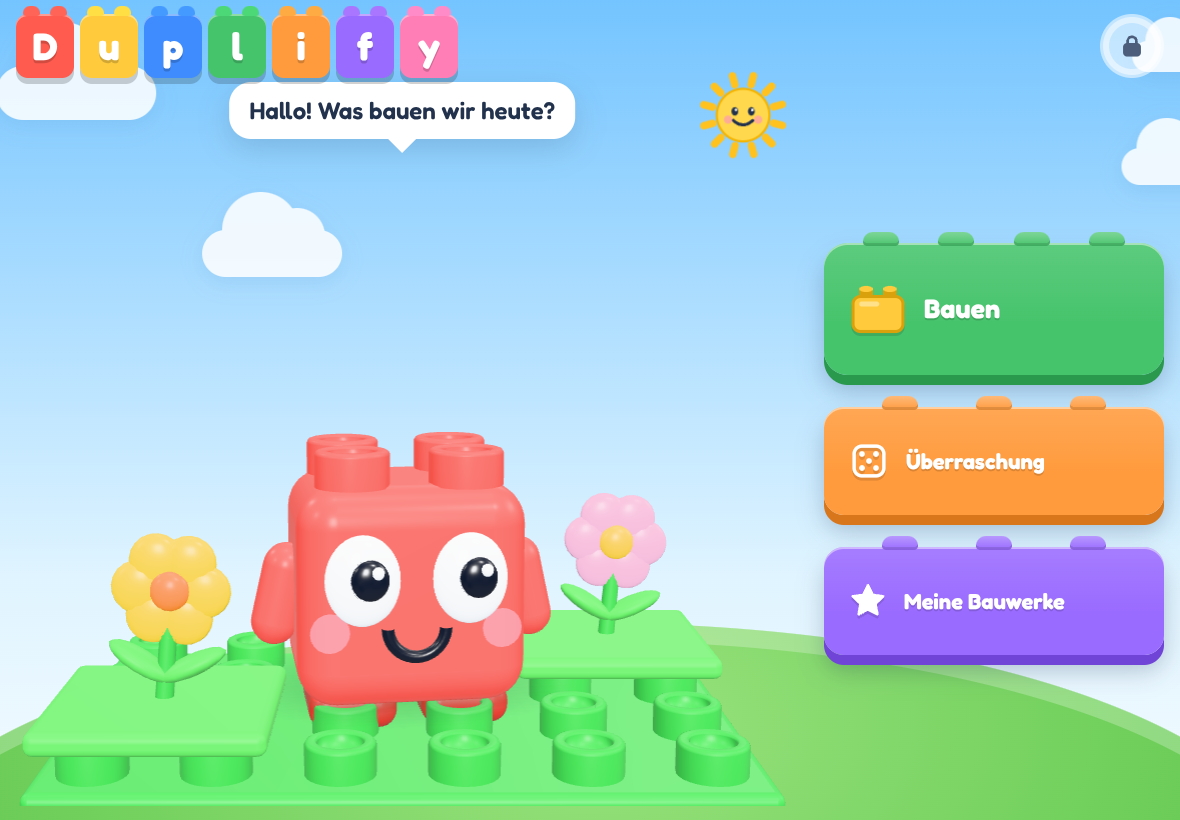 Duplify
Hallo! Was bauen wir heute?
Bauen
Überraschung
Meine Bauwerke